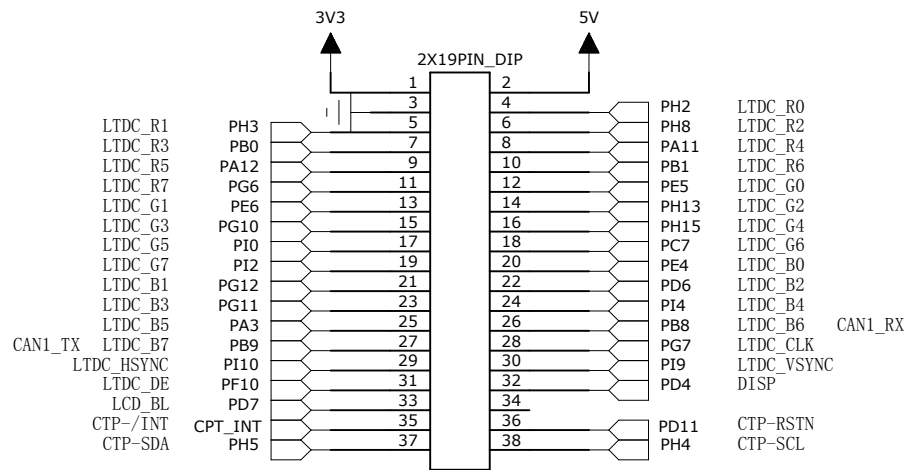 3V3 5V
2X19PIN_DIP
1 2
3 4 PH2 LTDC_R0
LTDC_R1 PH3 5 6 PH8 LTDC_R2
LTDC_R3 PB0 7 8 PA11 LTDC_R4
LTDC_R5 PA12 9 10 PB1 LTDC_R6
LTDC_R7 PG6 11 12 PE5 LTDC_G0
LTDC_G1 PE6 13 14 PH13 LTDC_G2
LTDC_G3 PG10 15 16 PH15 LTDC_G4
LTDC_G5 PI0 17 18 PC7 LTDC_G6
LTDC_G7 PI2 19 20 PE4 LTDC_B0
LTDC_B1 PG12 21 22 PD6 LTDC_B2
LTDC_B3 PG11 23 24 PI4 LTDC_B4
LTDC_B5 PA3 25 26 PB8 LTDC_B6 CAN1_RX
CAN1_TX LTDC_B7 PB9 27 28 PG7 LTDC_CLK
LTDC_HSYNC PI10 29 30 PI9 LTDC_VSYNC
LTDC_DE PF10 31 32 PD4 DISP
LCD_BL PD7 33 34
CTP-/INT CPT_INT 35 36 PD11 CTP-RSTN
CTP-SDA PH5 37 38 PH4 CTP-SCL